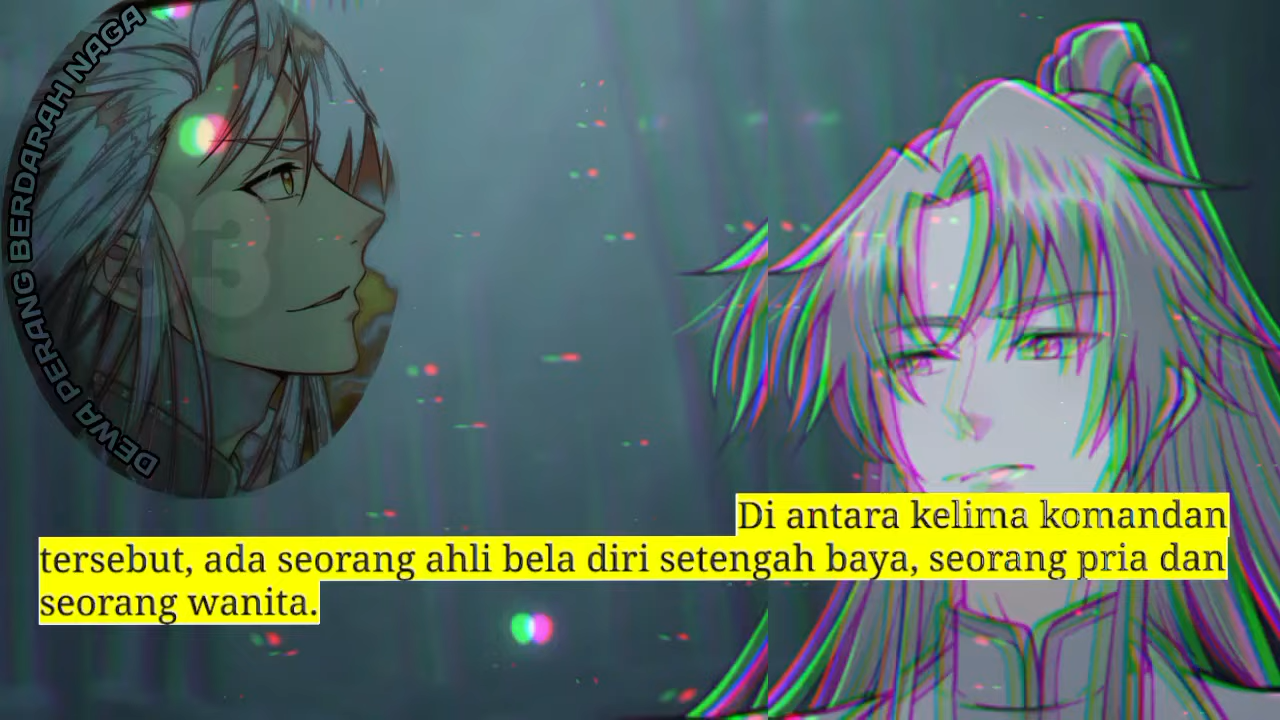 DEWA PERANG BERDARAH NAGA
Di antara kelima komandan
tersebut, ada seorang ahli bela diri setengah baya, seorang pria dan
seorang wanita.